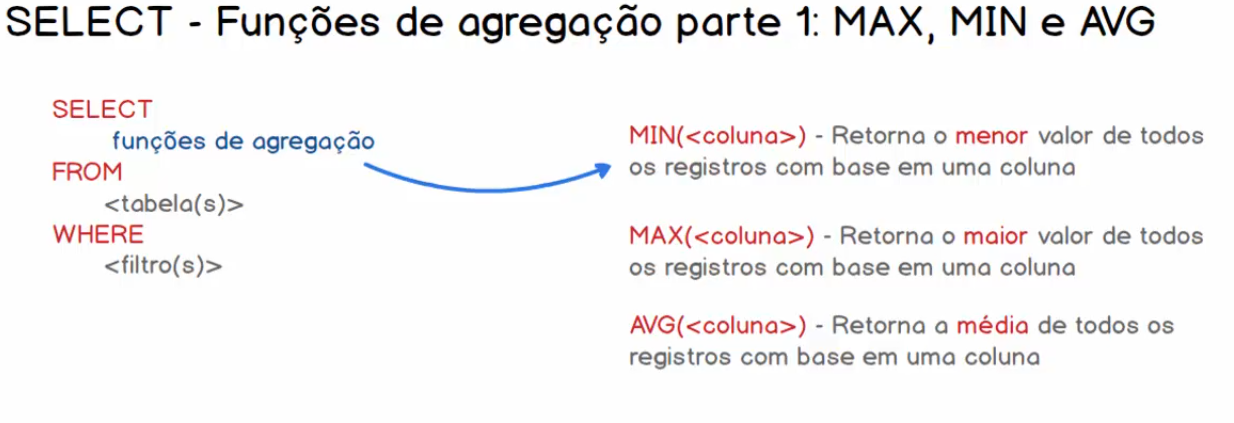 SELECT - Funções de agregação parte 1: MAX, MIN e AVG
SELECT
funções de agregação
FROM
<tabela(s)>
WHERE
<filtro(s)>
MIN(<coluna>) - Retorna o menor valor de todos
os registros com base em uma coluna
MAX(<coluna>) - Retorna o maior valor de todos
os registros com base em uma coluna
AVG(<coluna>) - Retorna a média de todos os
registros com base em uma coluna